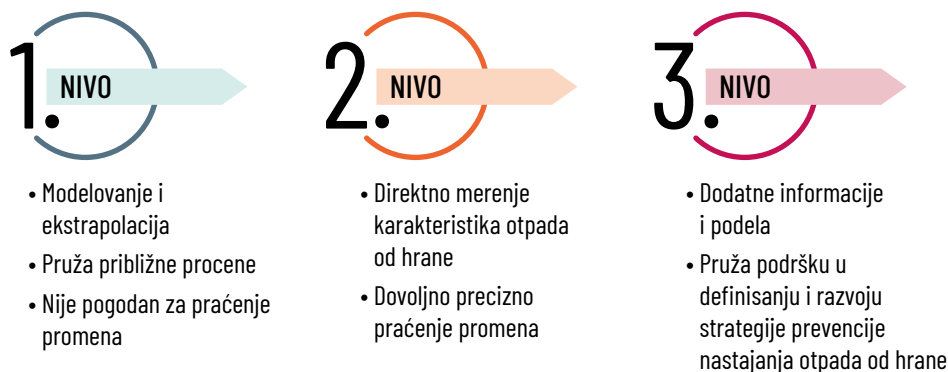 1.
NIVO
• Modelovanje i
ekstrapolacija
• Pruža približne procene
• Nije pogodan za praćenje
promena
2.
NIVO
• Direktno merenje
karakteristika otpada
od hrane
• Dovoljno precizno
praćenje promena
3.
NIVO
• Dodatne informacije
i podela
• Pruža podršku u
definisanju i razvoju
strategije prevencije
nastajanja otpada od hrane